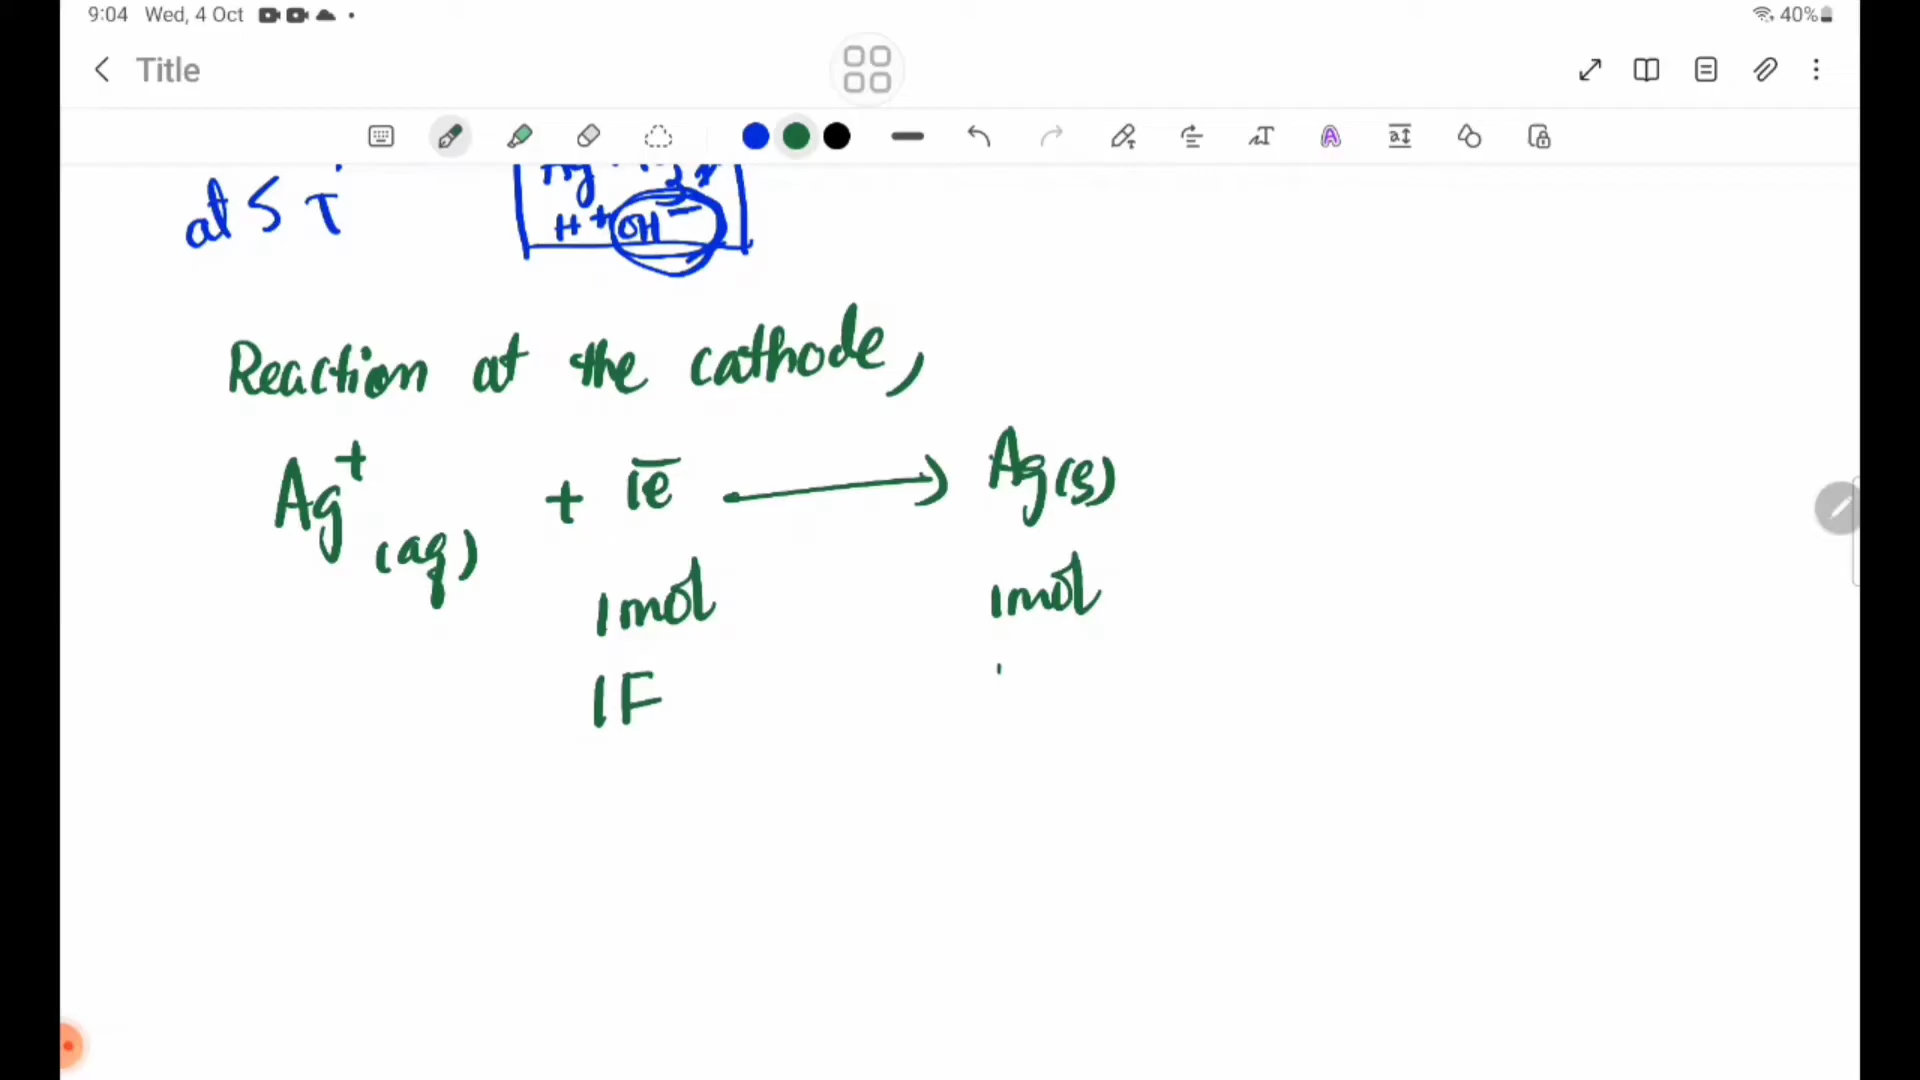 9:04 Wed, 4 Oct
40%
Title
at S T
H+ OH-
Reaction at the cathode,
Ag+(aq) + 1e̅ → Ag(s)
1mol 1mol
1F